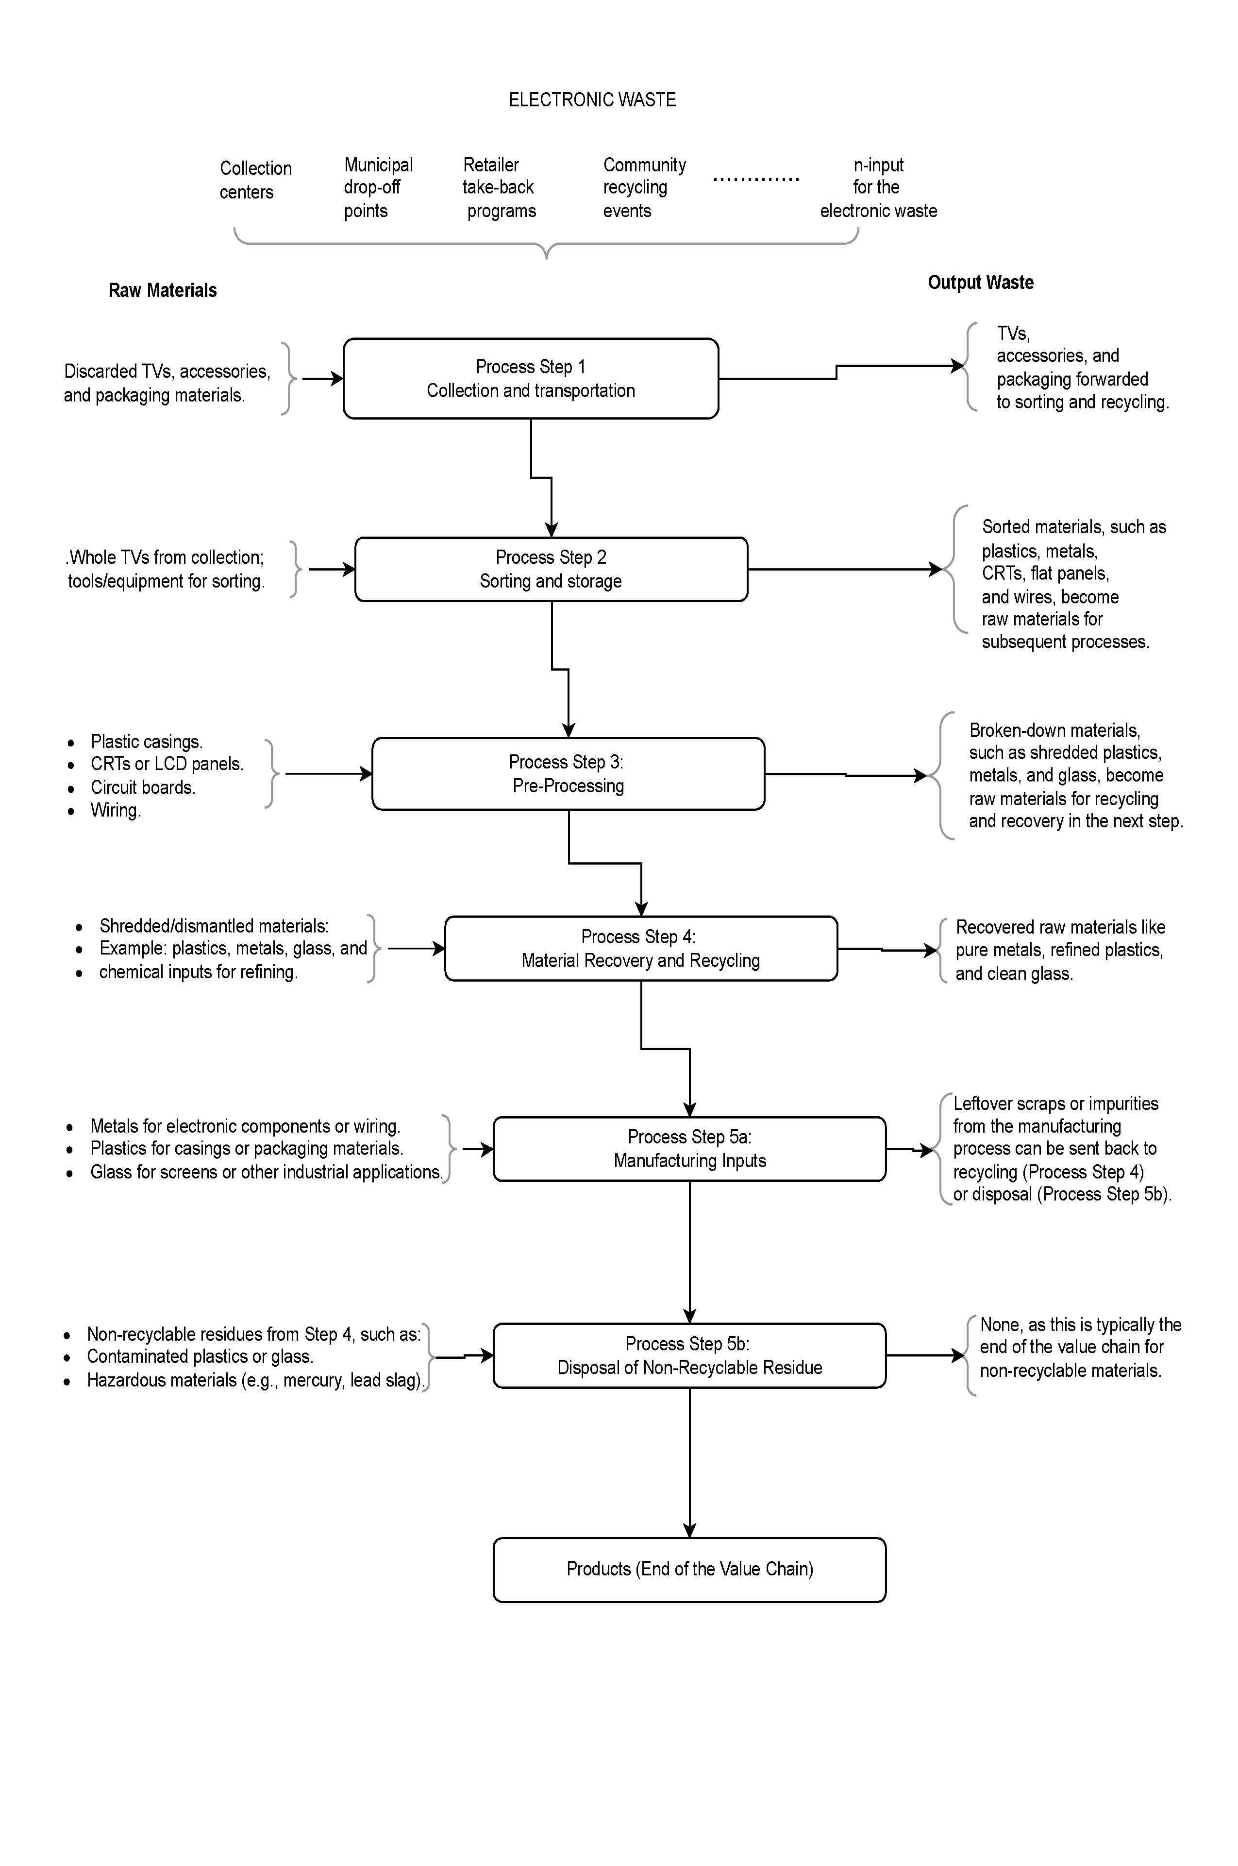 ELECTRONIC WASTE
Collection
centers
Municipal
drop-off
points
Retailer
take-back
programs
Community
recycling
events
.............
n-input
for the
electronic waste
Raw Materials
Output Waste
Discarded TVs, accessories,
and packaging materials.
Process Step 1
Collection and transportation
TVs,
accessories, and
packaging forwarded
to sorting and recycling.
.Whole TVs from collection;
tools/equipment for sorting.
Process Step 2
Sorting and storage
Sorted materials, such as
plastics, metals,
CRTs, flat panels,
and wires, become
raw materials for
subsequent processes.
• Plastic casings.
• CRTs or LCD panels.
• Circuit boards.
• Wiring.
Process Step 3:
Pre-Processing
Broken-down materials,
such as shredded plastics,
metals, and glass, become
raw materials for recycling
and recovery in the next step.
• Shredded/dismantled materials:
• Example: plastics, metals, glass, and
• chemical inputs for refining.
Process Step 4:
Material Recovery and Recycling
Recovered raw materials like
pure metals, refined plastics,
and clean glass.
• Metals for electronic components or wiring.
• Plastics for casings or packaging materials.
• Glass for screens or other industrial applications.
Process Step 5a:
Manufacturing Inputs
Leftover scraps or impurities
from the manufacturing
process can be sent back to
recycling (Process Step 4)
or disposal (Process Step 5b).
• Non-recyclable residues from Step 4, such as:
• Contaminated plastics or glass.
• Hazardous materials (e.g., mercury, lead slag).
Process Step 5b:
Disposal of Non-Recyclable Residue
None, as this is typically the
end of the value chain for
non-recyclable materials.
Products (End of the Value Chain)